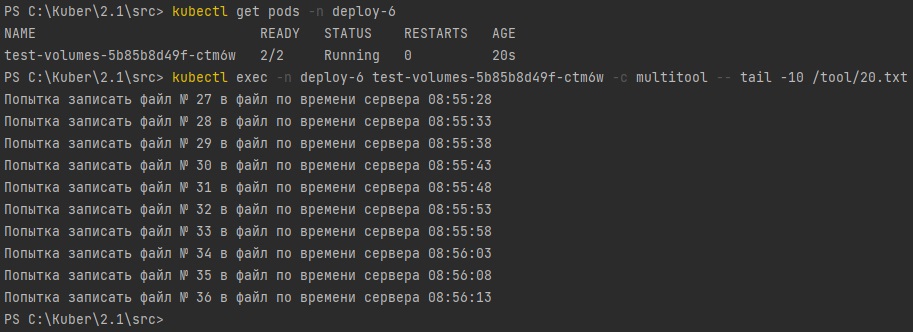 PS C:\Kuber\2.1\src> kubectl get pods -n deploy-6
NAME                            READY   STATUS    RESTARTS   AGE
test-volumes-5b85b8d49f-ctm6w   2/2     Running   0          20s
PS C:\Kuber\2.1\src> kubectl exec -n deploy-6 test-volumes-5b85b8d49f-ctm6w -c multitool -- tail -10 /tool/20.txt
Попытка записать файл № 27 в файл по времени сервера 08:55:28
Попытка записать файл № 28 в файл по времени сервера 08:55:33
Попытка записать файл № 29 в файл по времени сервера 08:55:38
Попытка записать файл № 30 в файл по времени сервера 08:55:43
Попытка записать файл № 31 в файл по времени сервера 08:55:48
Попытка записать файл № 32 в файл по времени сервера 08:55:53
Попытка записать файл № 33 в файл по времени сервера 08:55:58
Попытка записать файл № 34 в файл по времени сервера 08:56:03
Попытка записать файл № 35 в файл по времени сервера 08:56:08
Попытка записать файл № 36 в файл по времени сервера 08:56:13
PS C:\Kuber\2.1\src>